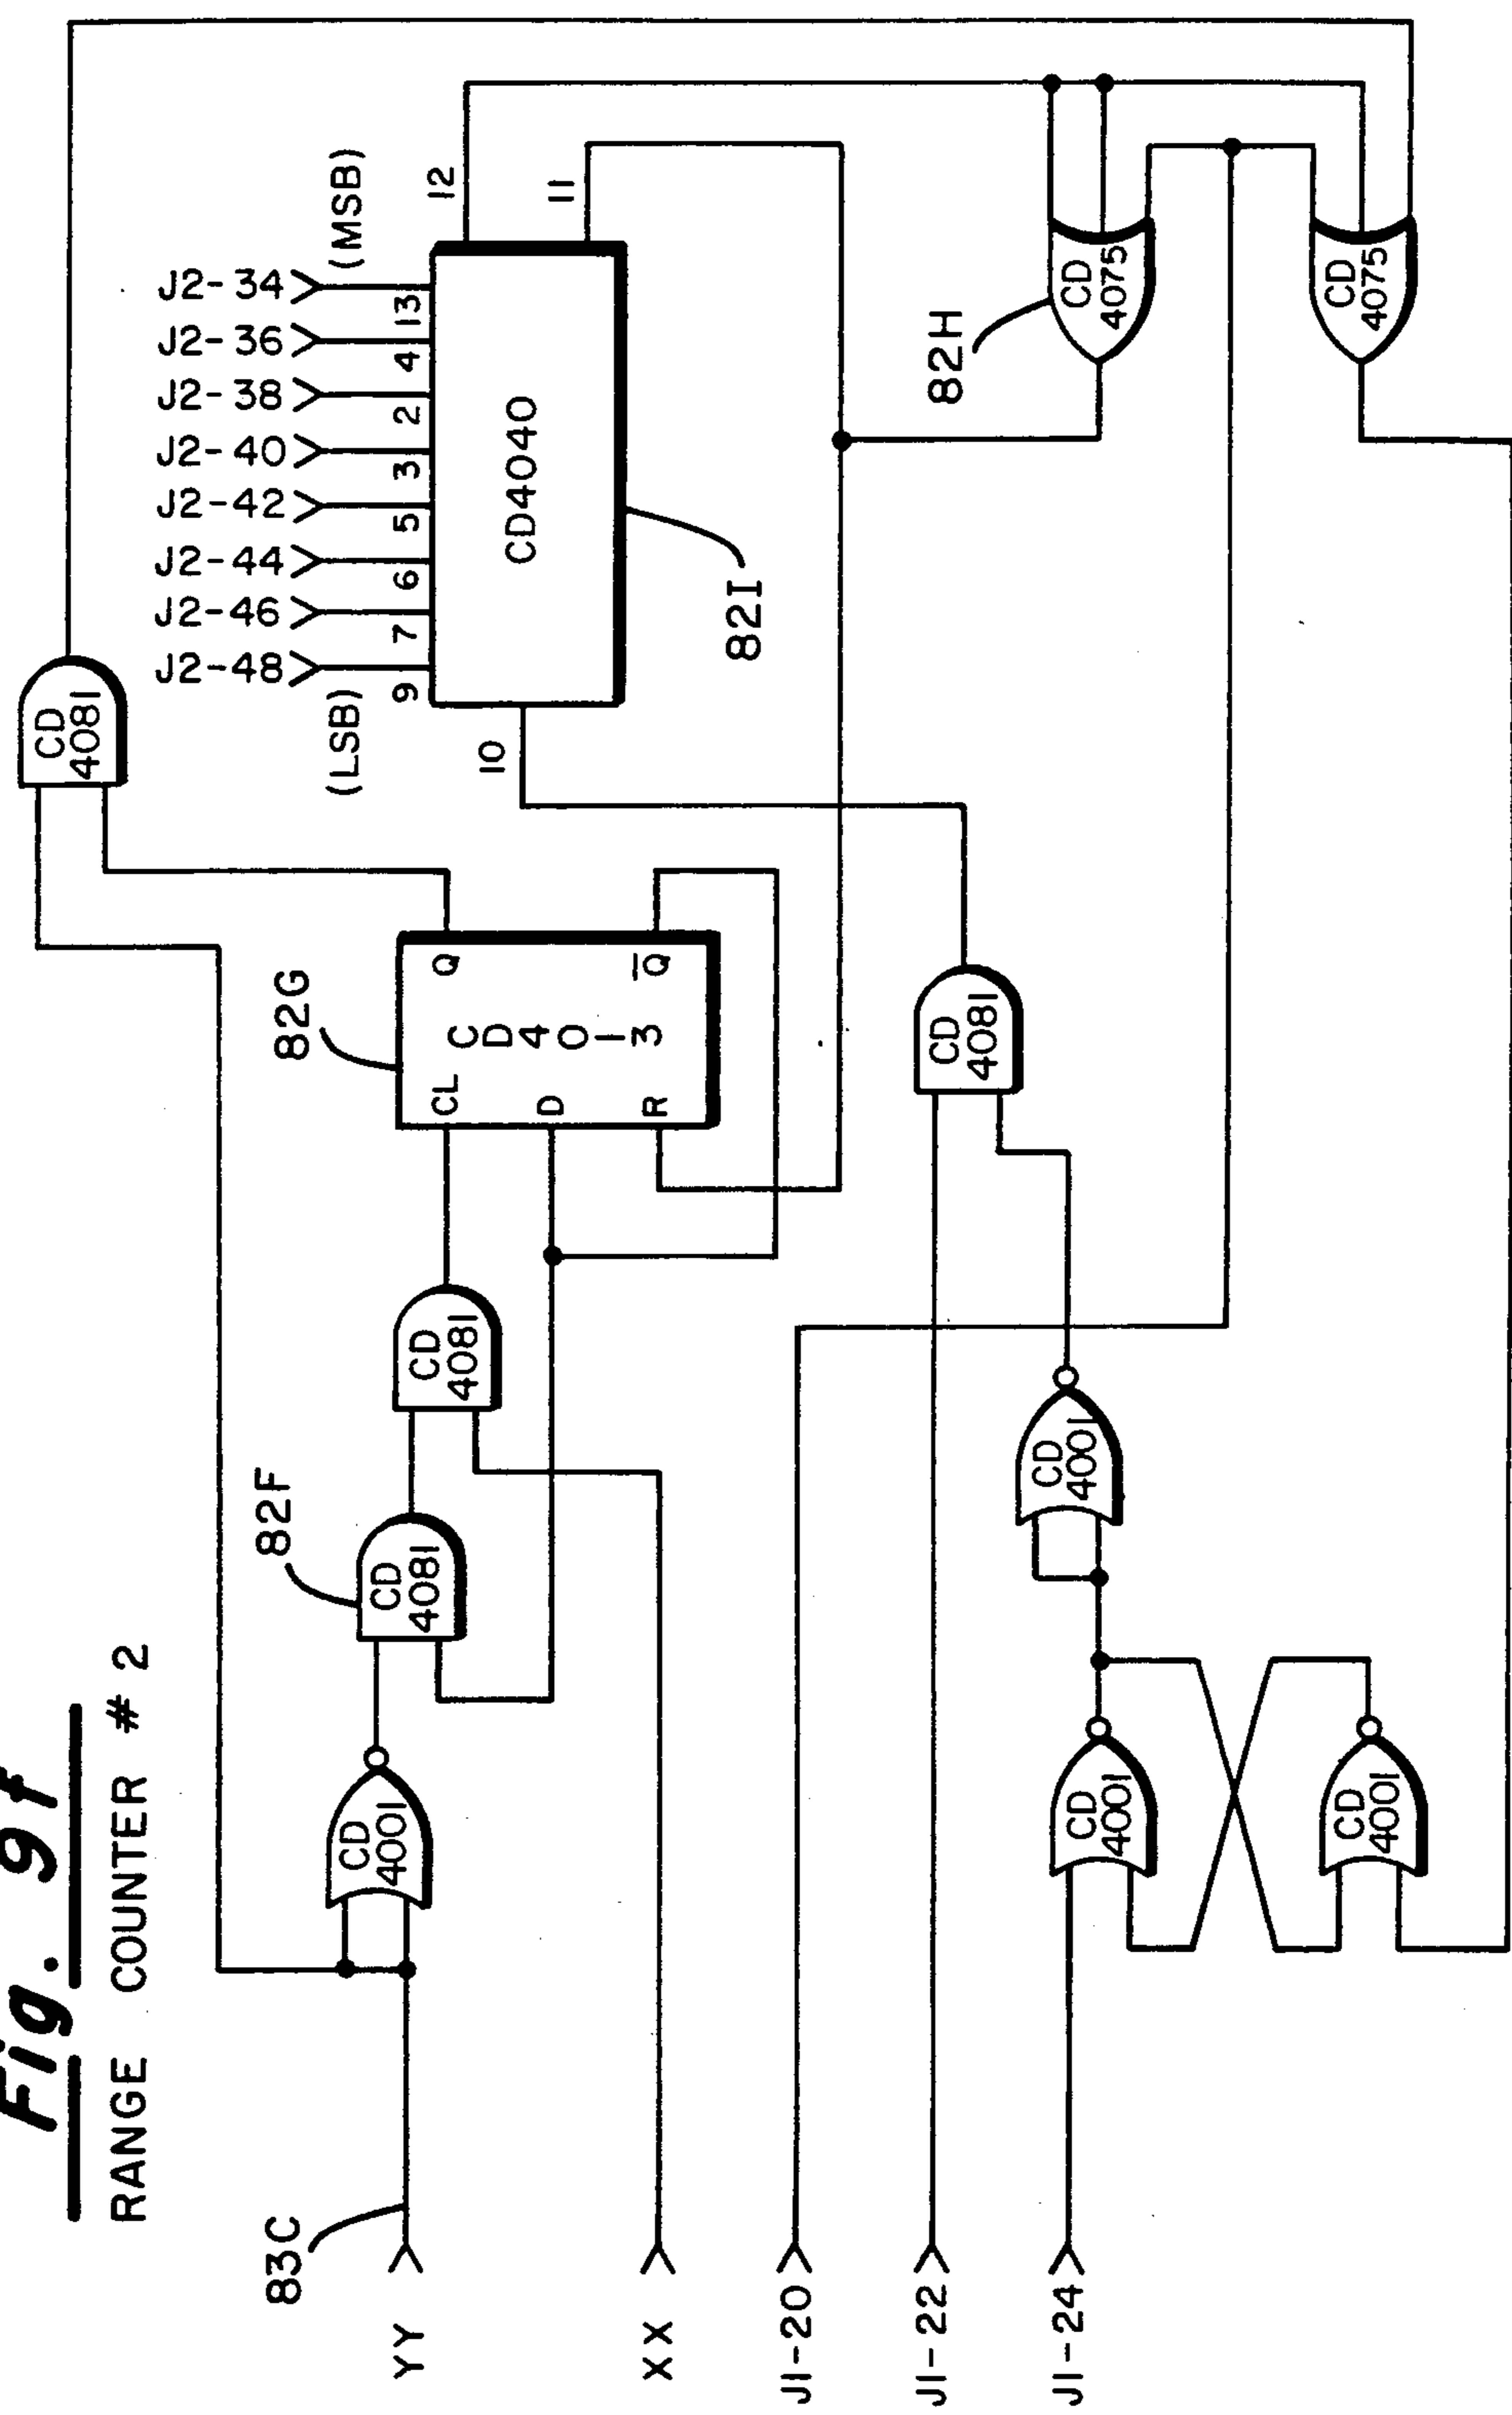 Fig. 9f
RANGE COUNTER #2
83C
YY
XX
J1-20
J1-22
J1-24
CD
4001
82F
CD
4081
CD
4081
82G
CL
D
R
CD4013
Q
Q̅
CD
4081
J2-48
J2-46
J2-44
J2-42
J2-40
J2-38
J2-36
J2-34
(LSB)
(MSB)
9
7
6
5
3
2
4
13
10
CD4040
12
11
82I
CD
4001
CD
4001
CD
4001
CD
4081
82H
CD
4075
CD
4075